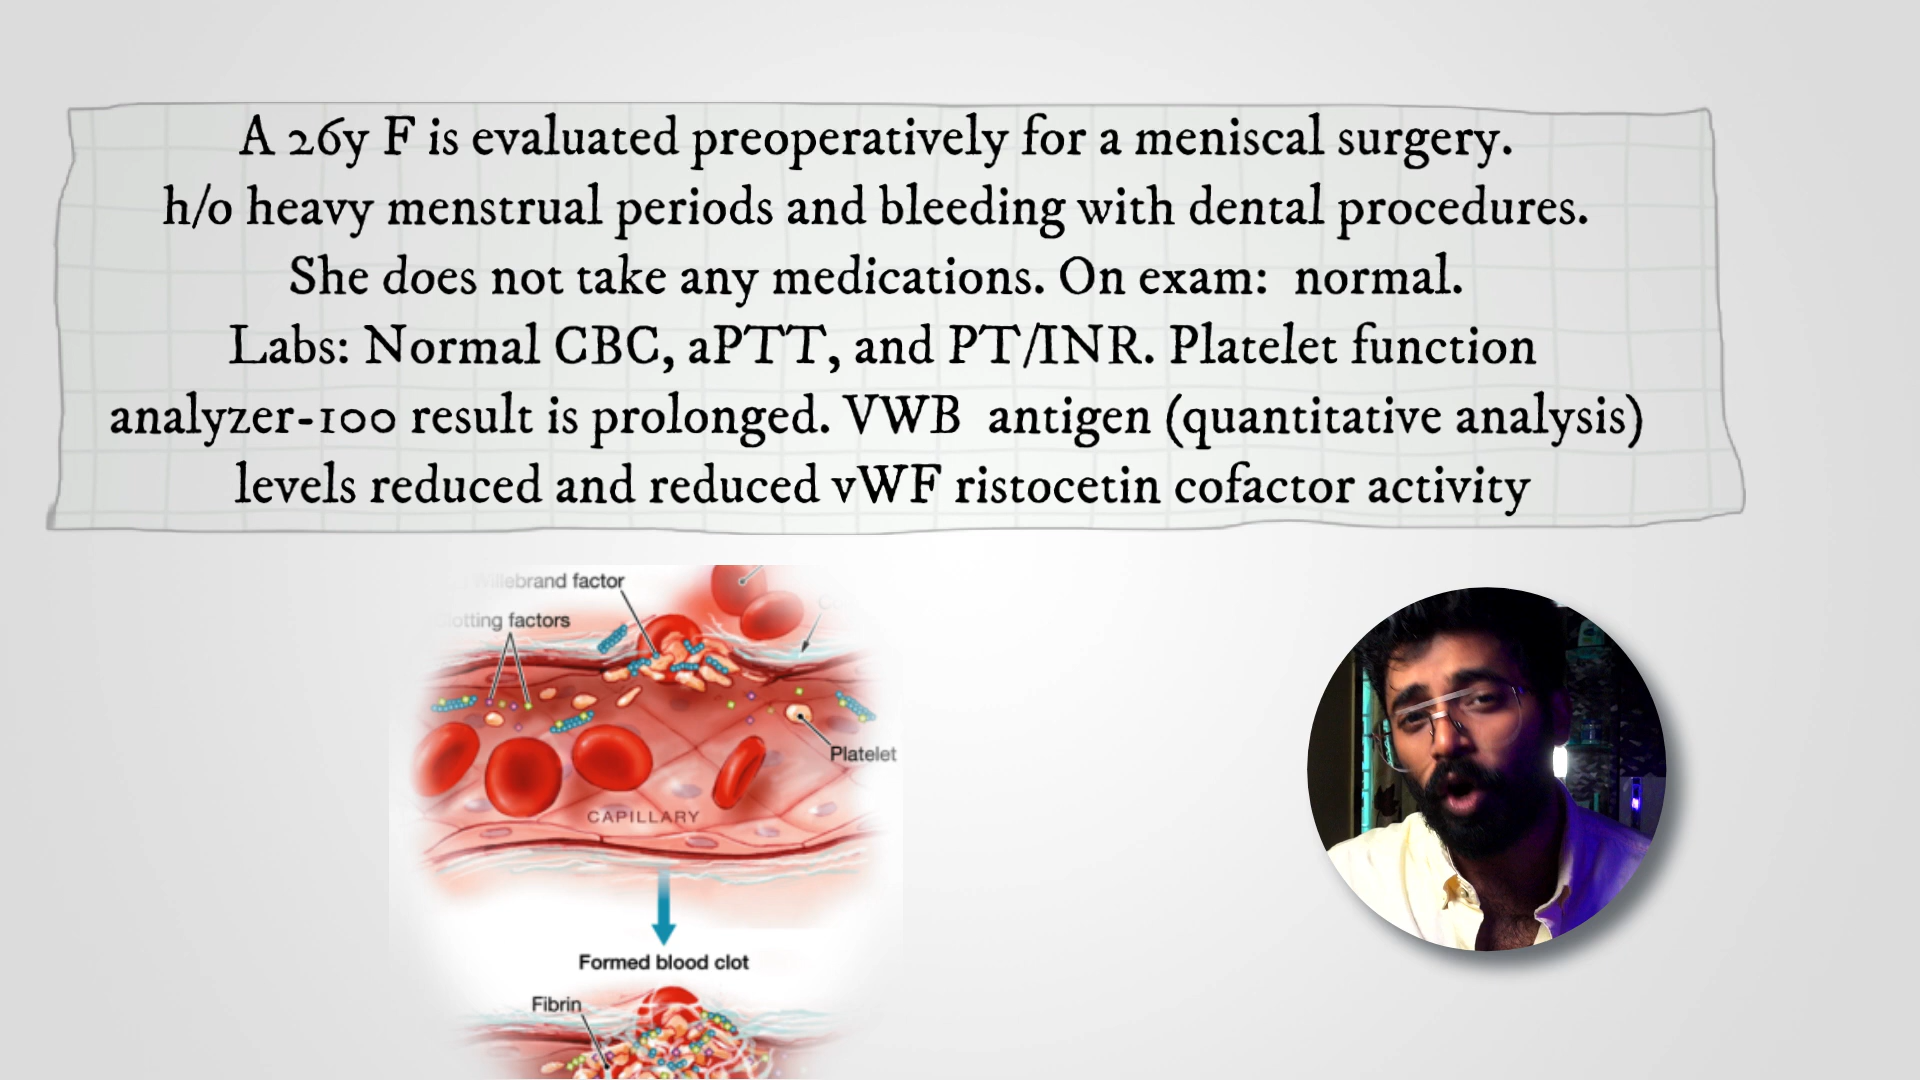 A 26y F is evaluated preoperatively for a meniscal surgery.
h/o heavy menstrual periods and bleeding with dental procedures.
She does not take any medications. On exam: normal.
Labs: Normal CBC, aPTT, and PT/INR. Platelet function
analyzer-100 result is prolonged. VWB antigen (quantitative analysis)
levels reduced and reduced vWF ristocetin cofactor activity
factor
factors
Platelet
CAPILLARY
Formed blood clot
Fibrin